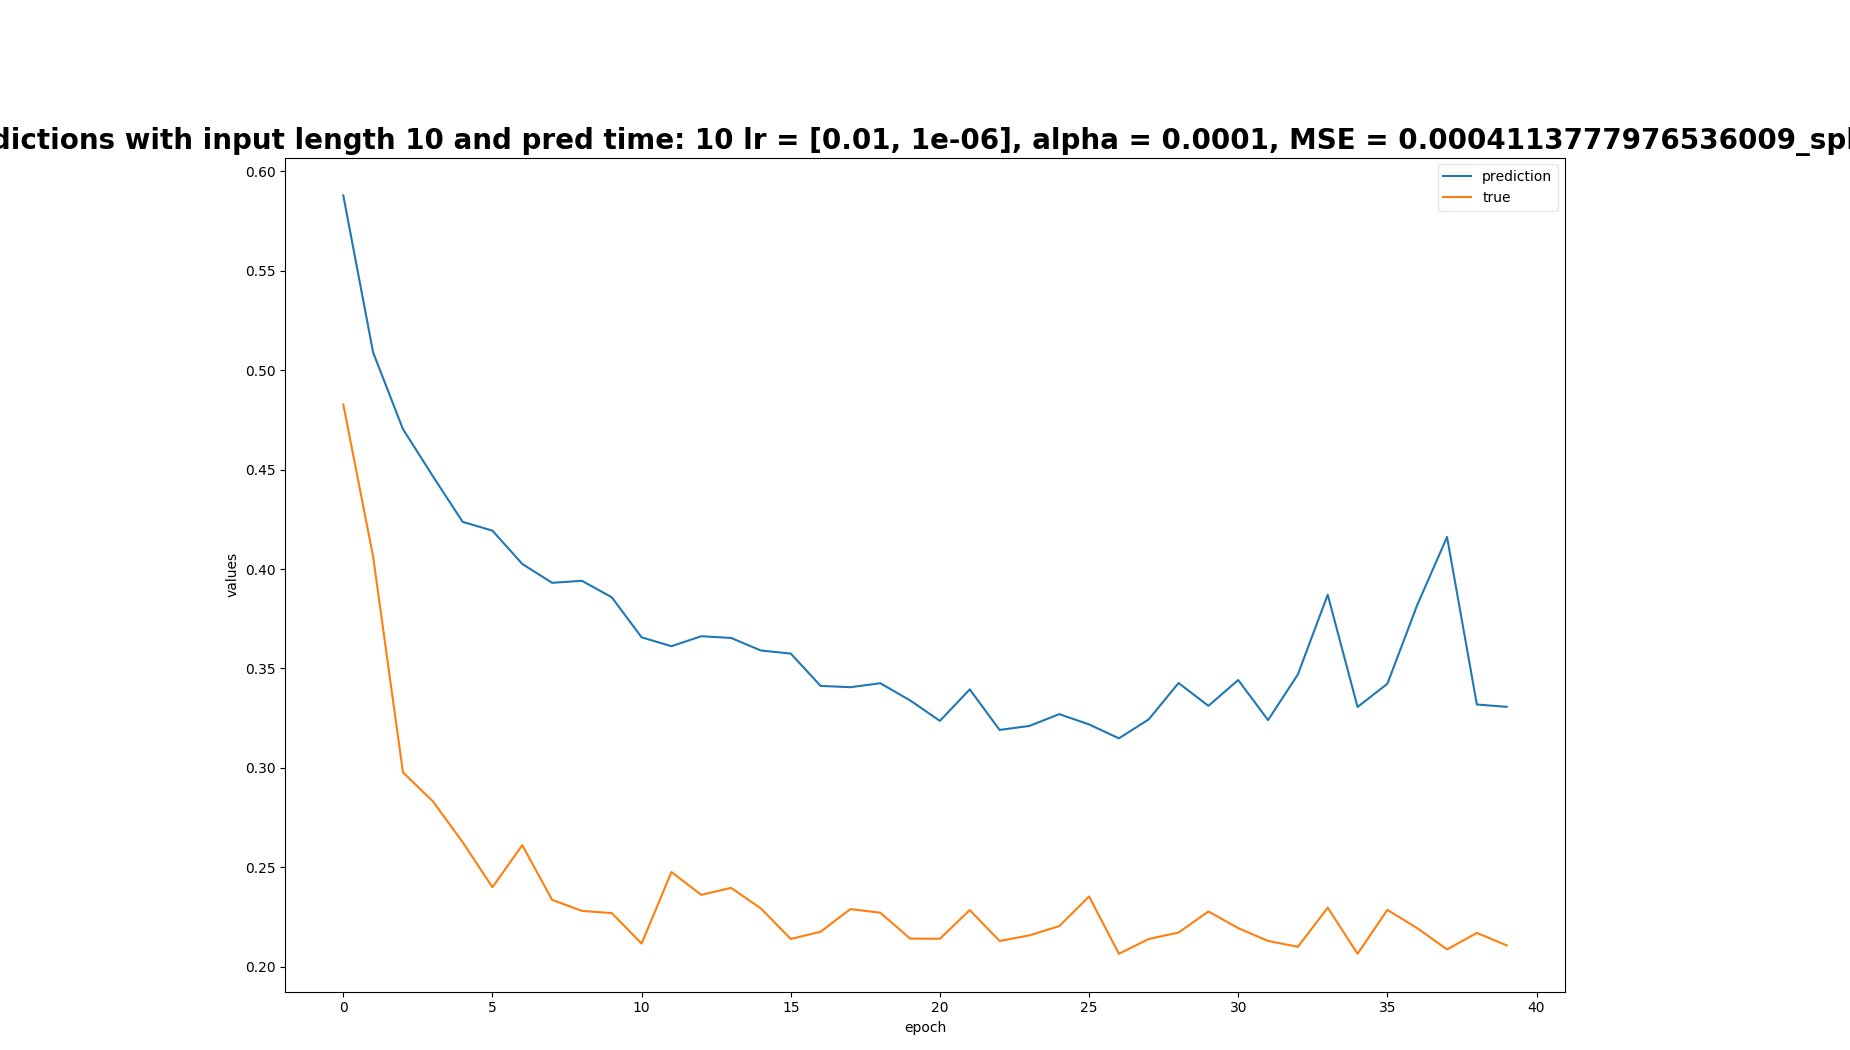 dictions with input length 10 and pred time: 10 lr = [0.01, 1e-06], alpha = 0.0001, MSE = 0.0004113777976536009_spl
prediction
true
0.60
0.55
0.50
0.45
0.40
0.35
0.30
0.25
0.20
values
0 5 10 15 20 25 30 35 40
epoch